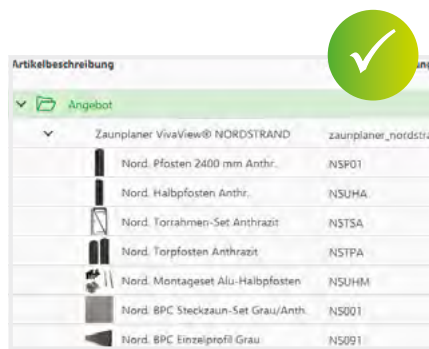 Artikelbeschreibung
Angebot
Zaunplaner VivaView® NORDSTRAND zaunplaner_nordstra
Nord. Pfosten 2400 mm Anthr. NSP01
Nord. Halbpfosten Anthr. NSUHA
Nord. Torrahmen-Set Anthrazit NSTSA
Nord. Torpfosten Anthrazit NSTPA
Nord. Montageset Alu-Halbpfosten NSUHM
Nord. BPC Steckzaun-Set Grau/Anth. NS001
Nord. BPC Einzelprofil Grau NS091